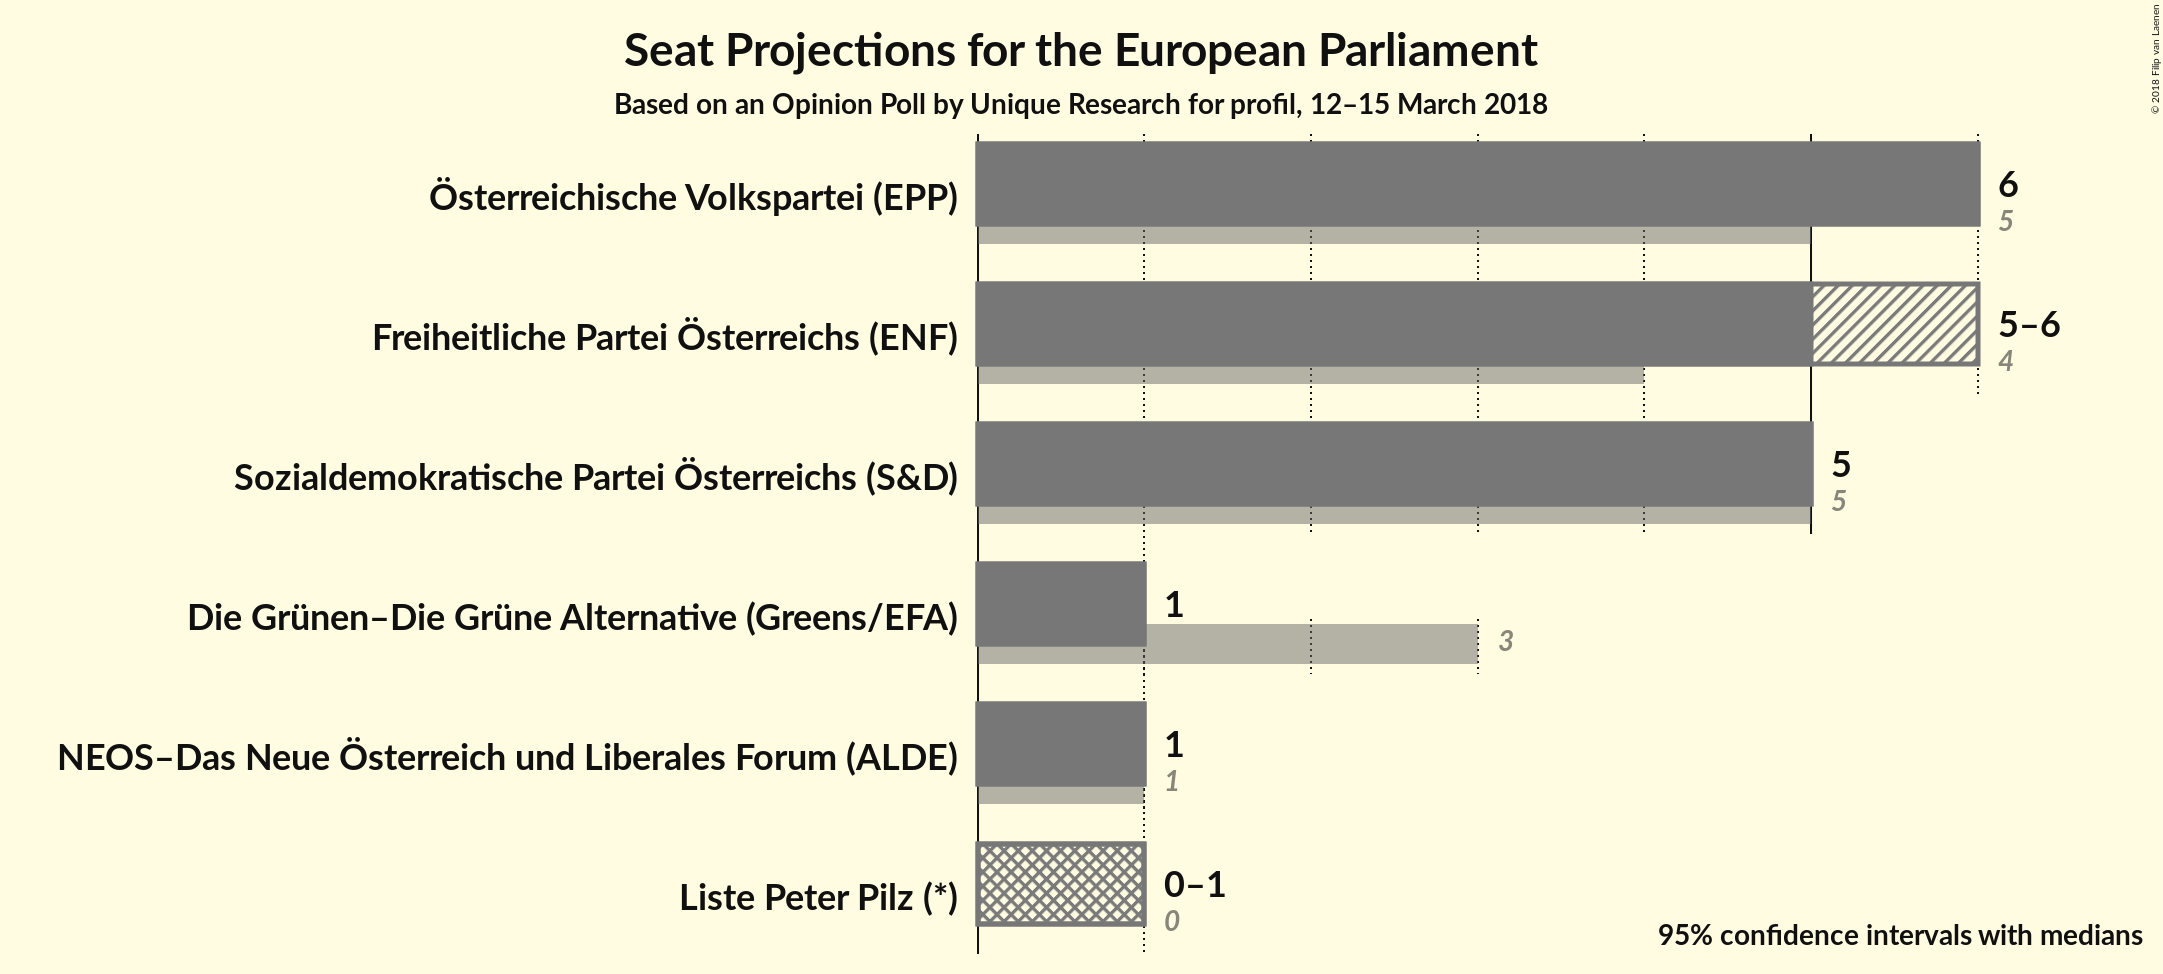 Seat Projections for the European Parliament
Based on an Opinion Poll by Unique Research for profil, 12–15 March 2018
© 2018 Filip van Laenen
Österreichische Volkspartei (EPP)
6
5
Freiheitliche Partei Österreichs (ENF)
5–6
4
Sozialdemokratische Partei Österreichs (S&D)
5
5
Die Grünen–Die Grüne Alternative (Greens/EFA)
1
3
NEOS–Das Neue Österreich und Liberales Forum (ALDE)
1
1
Liste Peter Pilz (*)
0–1
0
95% confidence intervals with medians